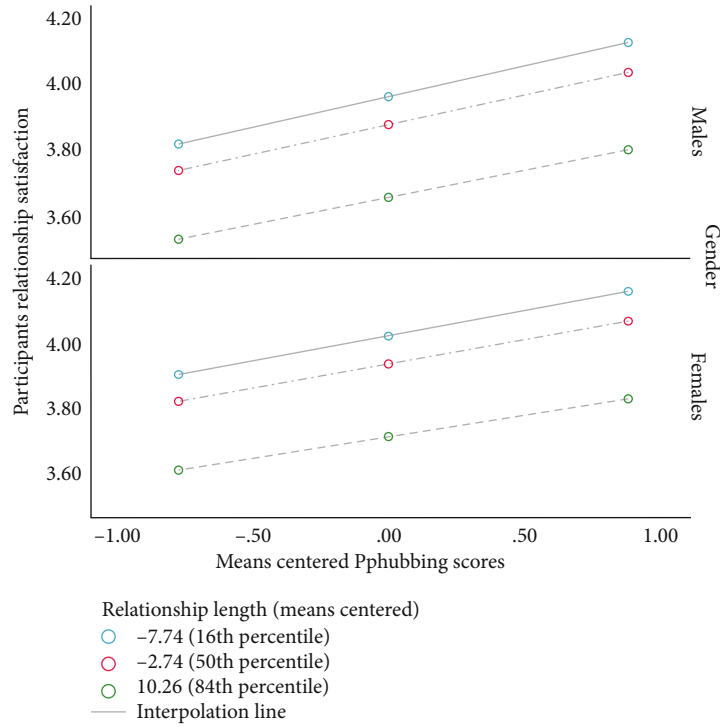 Participants relationship satisfaction
4.20
4.00
3.80
3.60
Males
4.20
4.00
3.80
3.60
Females
Gender
–1.00
–.50
.00
.50
1.00
Means centered Pphubbing scores
Relationship length (means centered)
–7.74 (16th percentile)
–2.74 (50th percentile)
10.26 (84th percentile)
Interpolation line